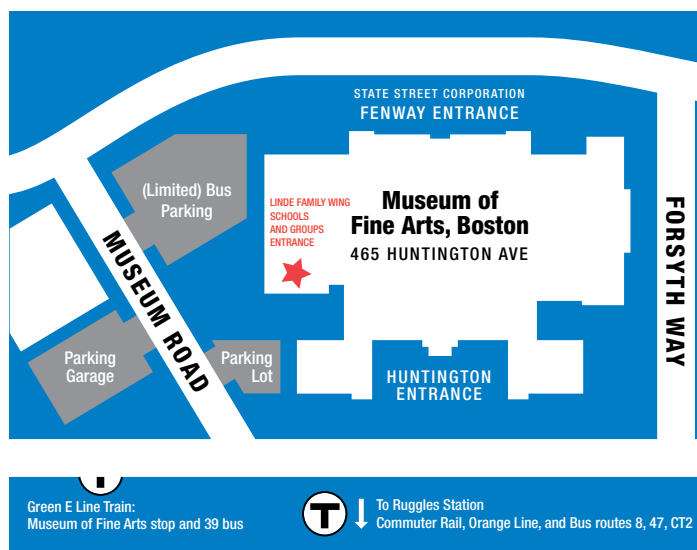 STATE STREET CORPORATION
FENWAY ENTRANCE
(Limited) Bus
Parking
LINDE FAMILY WING
SCHOOLS
AND GROUPS
ENTRANCE
Museum of
Fine Arts, Boston
465 HUNTINGTON AVE
FORSYTH WAY
MUSEUM ROAD
Parking
Garage
Parking
Lot
HUNTINGTON
ENTRANCE
T
Green E Line Train:
Museum of Fine Arts stop and 39 bus
T
To Ruggles Station
Commuter Rail, Orange Line, and Bus routes 8, 47, CT2